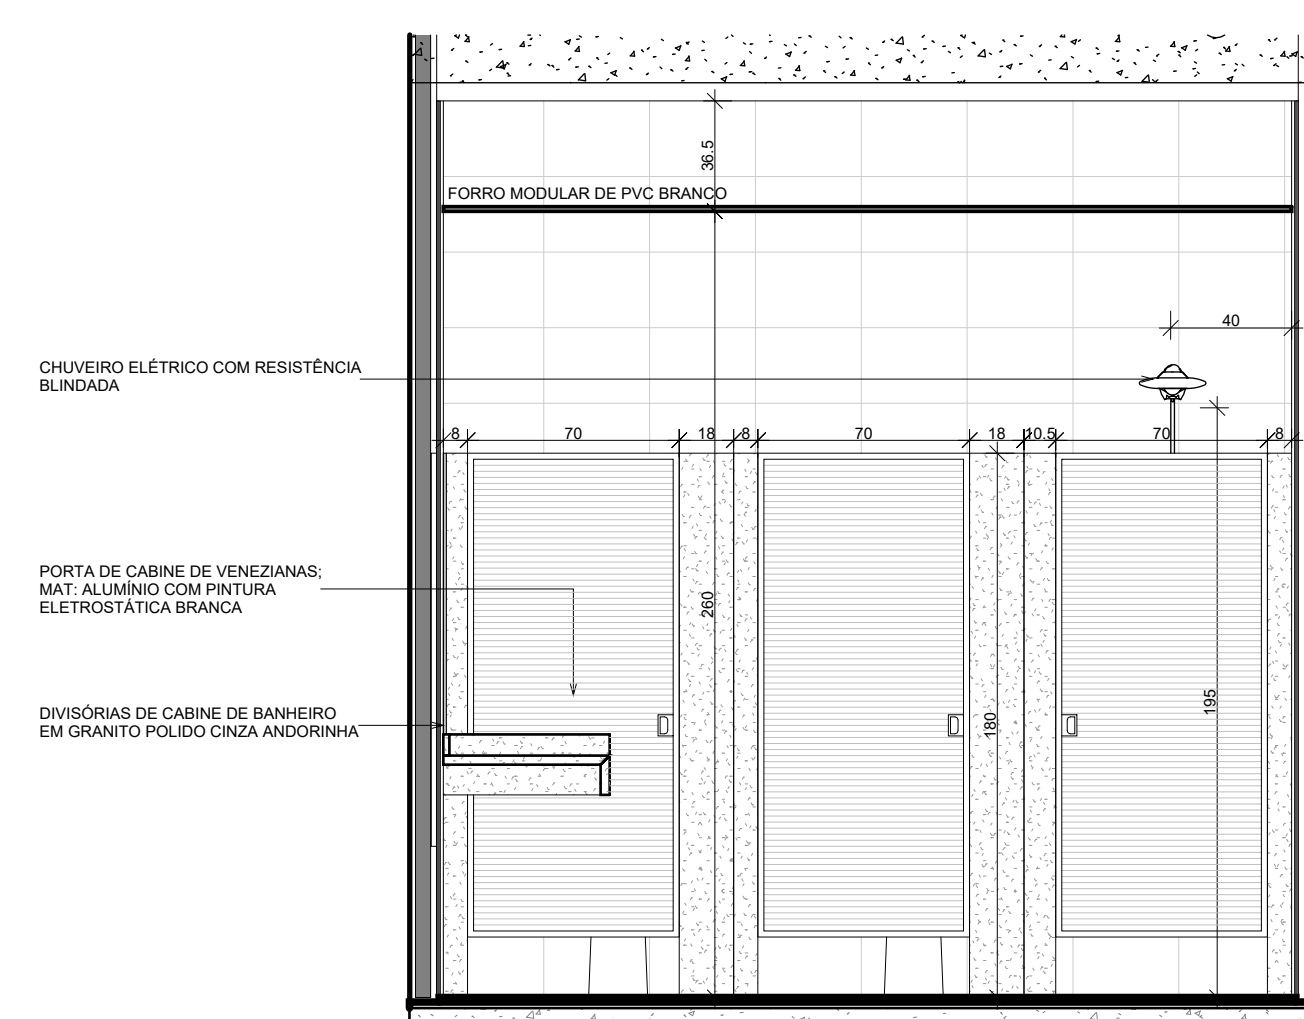 36.5
FORRO MODULAR DE PVC BRANCO
40
CHUVEIRO ELÉTRICO COM RESISTÊNCIA
BLINDADA
8 70 18 8 70 18 10.5 70 8
PORTA DE CABINE DE VENEZIANAS;
MAT: ALUMÍNIO COM PINTURA
ELETROSTÁTICA BRANCA
260
195
DIVISÓRIAS DE CABINE DE BANHEIRO
EM GRANITO POLIDO CINZA ANDORINHA
180